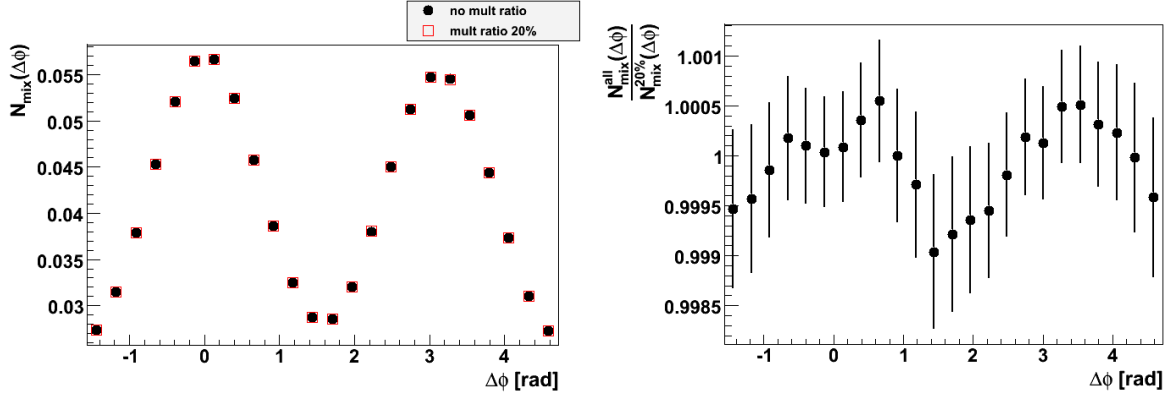 no mult ratio
mult ratio 20%
N_mix(Δϕ)
0.055
0.05
0.045
0.04
0.035
0.03
-1 0 1 2 3 4
Δϕ [rad]
N^all_mix(Δϕ)
N^20%_mix(Δϕ)
1.001
1.0005
1
0.9995
0.999
0.9985
-1 0 1 2 3 4
Δϕ [rad]